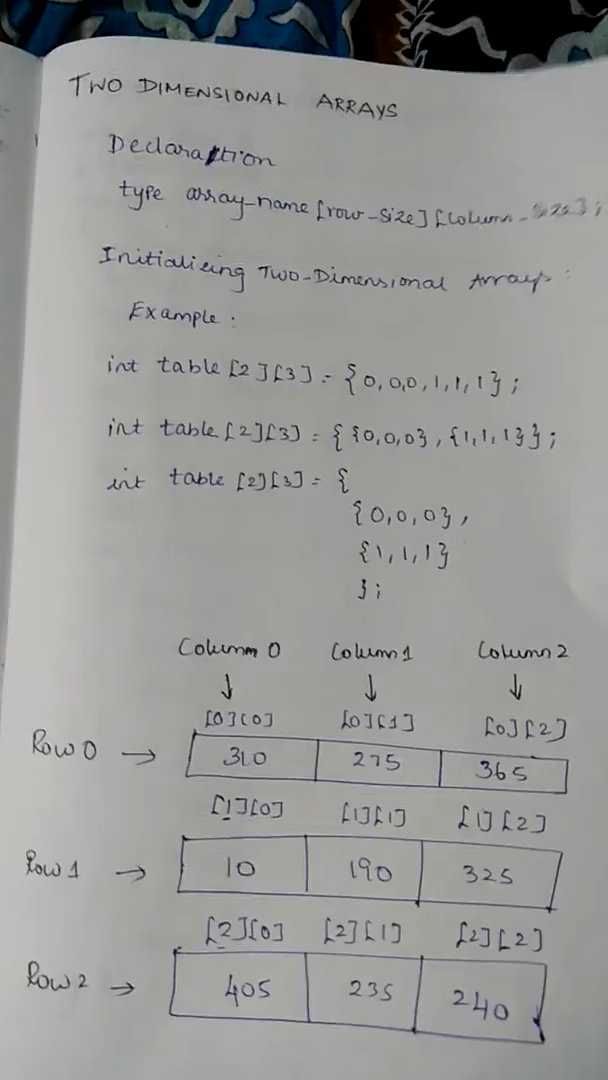 TWO DIMENSIONAL ARRAYS
Declaration
type array-name [row-size] [column-size];
Initializing Two-Dimensional Arrays:
Example:
int table [2][3] = {0,0,0,1,1,1};
int table [2][3] = { {0,0,0}, {1,1,1}};
int table [2][3] = {
{0,0,0},
{1,1,1}
};
Column 0 Column 1 Column 2
↓ ↓ ↓
[0][0] [0][1] [0][2]
Row 0 → 310 275 365
[1][0] [1][1] [1][2]
Row 1 → 10 190 325
[2][0] [2][1] [2][2]
Row 2 → 405 235 240